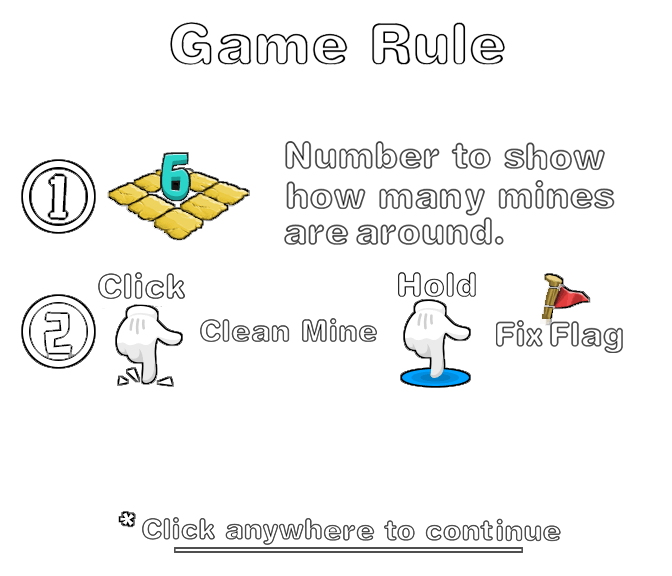 Game Rule
1
6
Number to show
how many mines
are around.
Click
Hold
2
Clean Mine
Fix Flag
* Click anywhere to continue